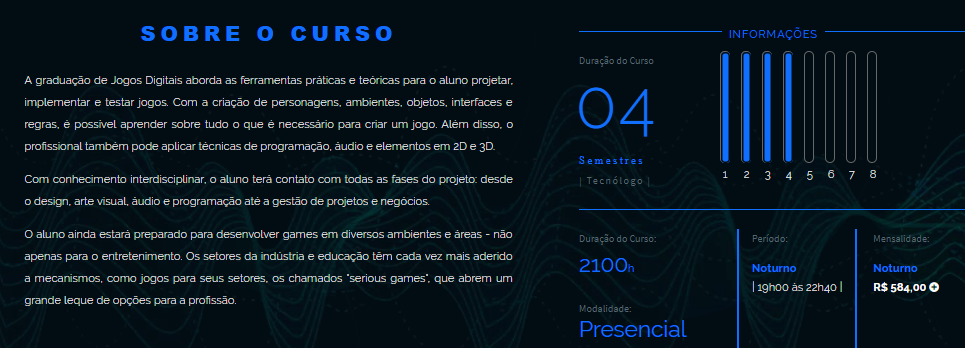 SOBRE O CURSO
A graduação de Jogos Digitais aborda as ferramentas práticas e teóricas para o aluno projetar,
implementar e testar jogos. Com a criação de personagens, ambientes, objetos, interfaces e
regras, é possível aprender sobre tudo o que é necessário para criar um jogo. Além disso, o
profissional também pode aplicar técnicas de programação, áudio e elementos em 2D e 3D.
Com conhecimento interdisciplinar, o aluno terá contato com todas as fases do projeto: desde
o design, arte visual, áudio e programação até a gestão de projetos e negócios.
O aluno ainda estará preparado para desenvolver games em diversos ambientes e áreas - não
apenas para o entretenimento. Os setores da indústria e educação têm cada vez mais aderido
a mecanismos, como jogos para seus setores, os chamados "serious games", que abrem um
grande leque de opções para a profissão.
INFORMAÇÕES
Duração do Curso
04
Semestres
| Tecnólogo |
1 2 3 4 5 6 7 8
Duração do Curso:
2100h
Modalidade:
Presencial
Período:
Noturno
| 19h00 às 22h40 |
Mensalidade:
Noturno
R$ 584,00